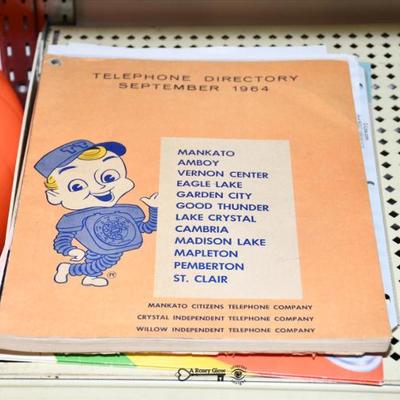 TELEPHONE DIRECTORY
SEPTEMBER 1964
MANKATO
AMBOY
VERNON CENTER
EAGLE LAKE
GARDEN CITY
GOOD THUNDER
LAKE CRYSTAL
CAMBRIA
MADISON LAKE
MAPLETON
PEMBERTON
ST. CLAIR
MANKATO CITIZENS TELEPHONE COMPANY
CRYSTAL INDEPENDENT TELEPHONE COMPANY
WILLOW INDEPENDENT TELEPHONE COMPANY
A Rosey Glow